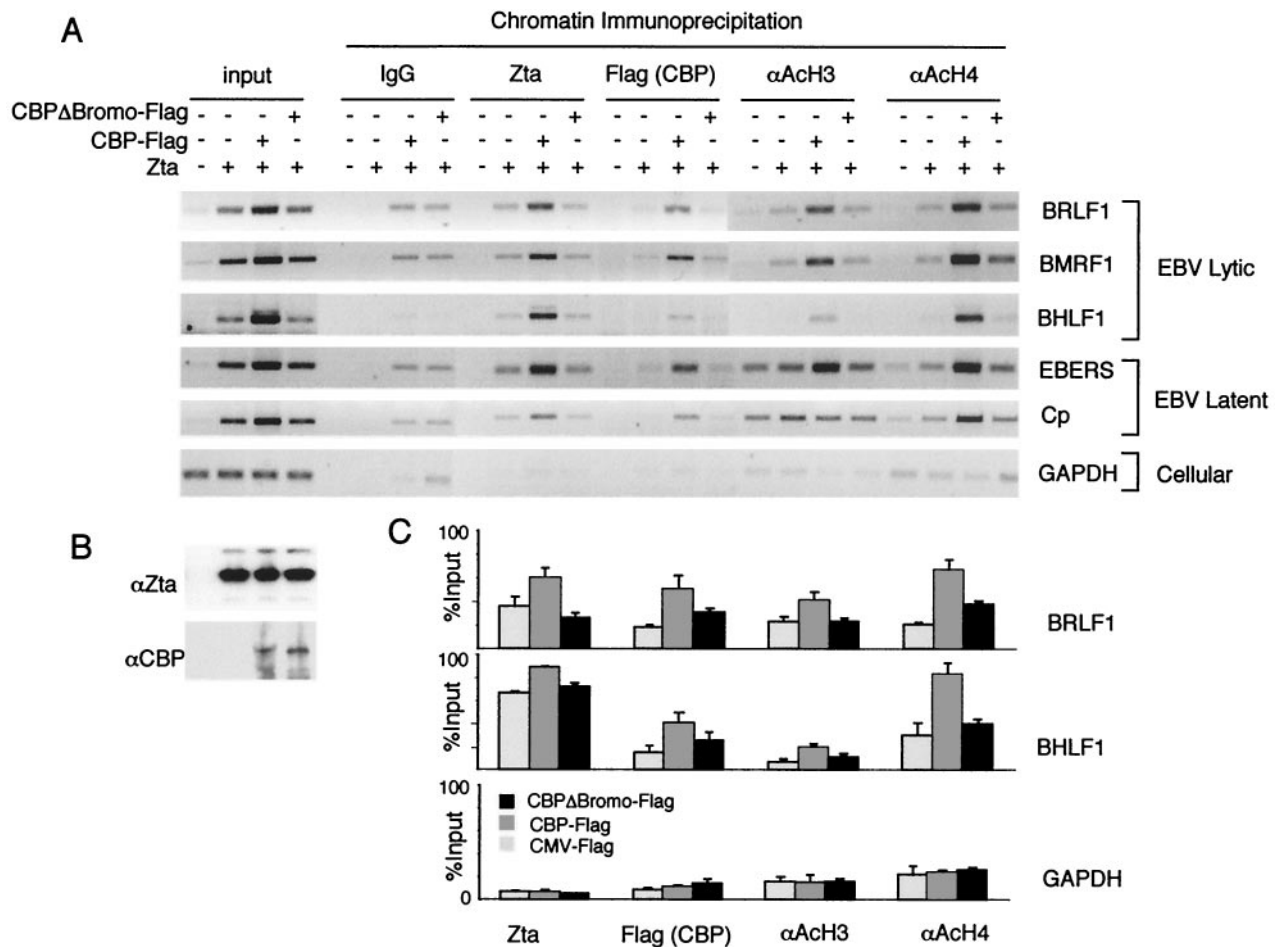 A
Chromatin Immunoprecipitation
input IgG Zta Flag (CBP) αAcH3 αAcH4
CBPΔBromo-Flag - - - + - - - + - - - + - - - + - - - + - - - +
CBP-Flag - - + - - - + - - - + - - - + - - - + - - - + -
Zta - + + + - + + + - + + + - + + + - + + + - + + +
BRLF1
BMRF1
BHLF1
EBV Lytic
EBERS
Cp
EBV Latent
GAPDH
Cellular
B
αZta
αCBP
C
100
%Input
BRLF1
100
%Input
BHLF1
100
%Input
0
CBPΔBromo-Flag
CBP-Flag
CMV-Flag
GAPDH
Zta Flag (CBP) αAcH3 αAcH4